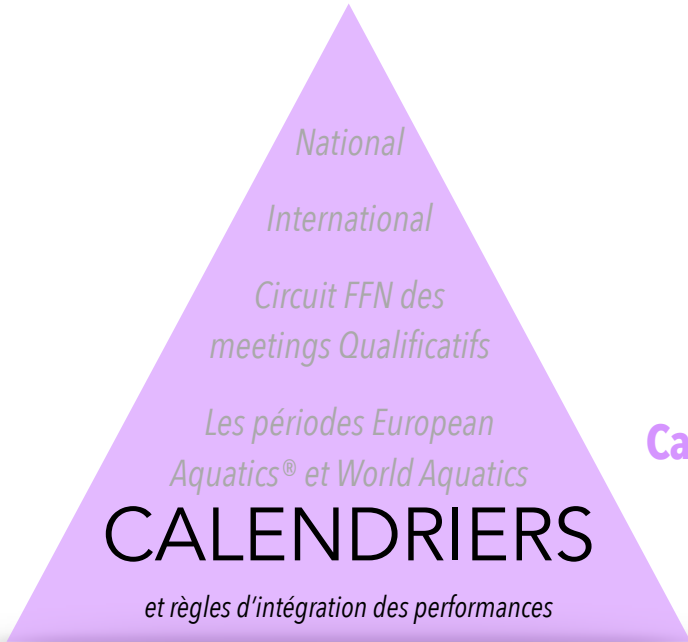 National
International
Circuit FFN des
meetings Qualificatifs
Les périodes European
Aquatics® et World Aquatics
Ca
CALENDRIERS
et règles d'intégration des performances